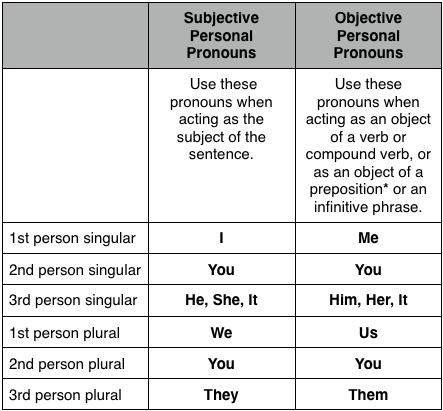 Subjective Personal Pronouns
Objective Personal Pronouns
Use these pronouns when acting as the subject of the sentence.
Use these pronouns when acting as an object of a verb or compound verb, or as an object of a preposition* or an infinitive phrase.
1st person singular I Me
2nd person singular You You
3rd person singular He, She, It Him, Her, It
1st person plural We Us
2nd person plural You You
3rd person plural They Them